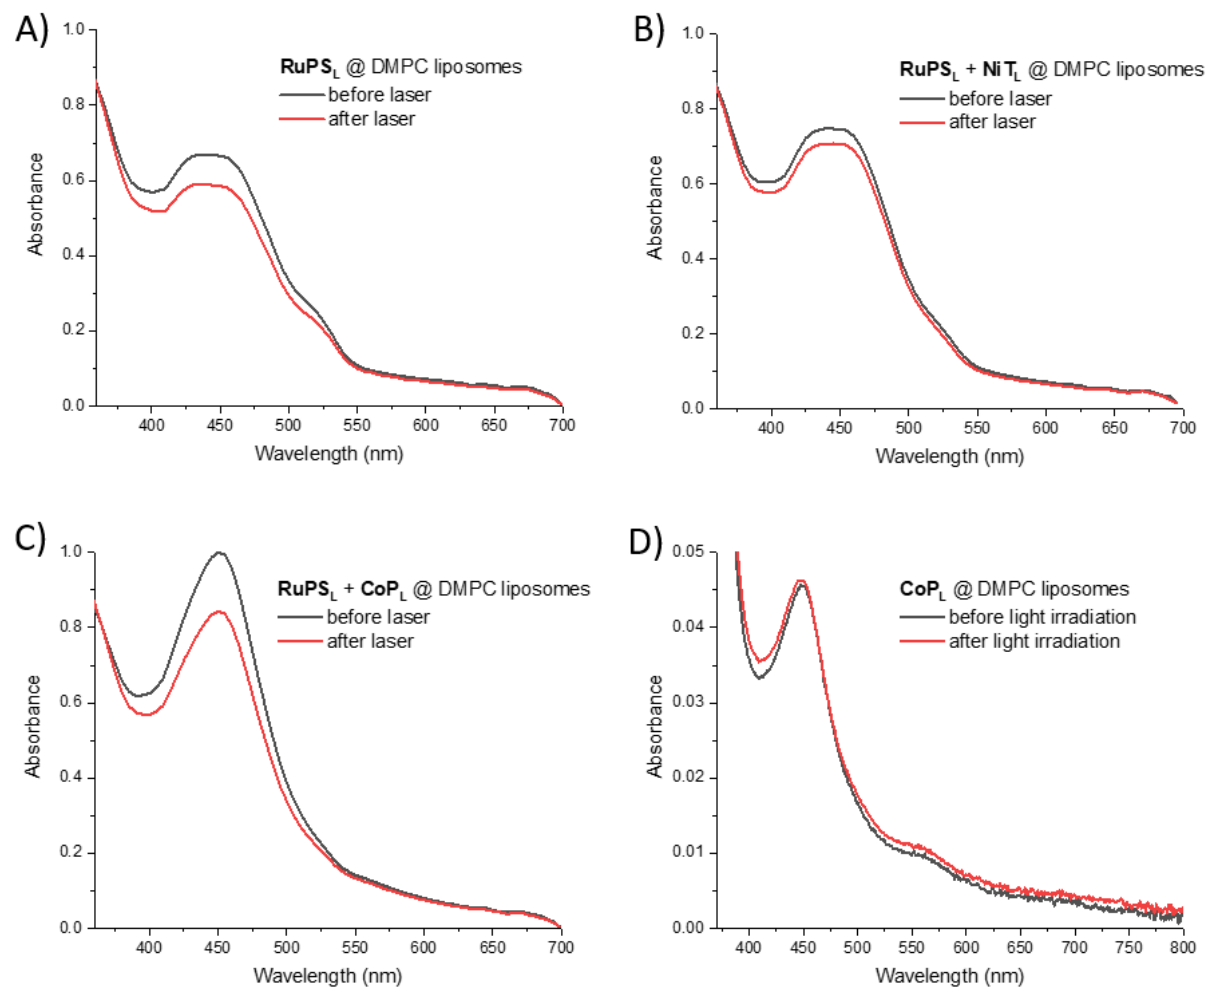 A)
RuPSL @ DMPC liposomes
before laser
after laser
1.0
0.8
0.6
0.4
0.2
0.0
Absorbance
400 450 500 550 600 650 700
Wavelength (nm)
B)
RuPSL + NiTL @ DMPC liposomes
before laser
after laser
1.0
0.8
0.6
0.4
0.2
0.0
Absorbance
400 450 500 550 600 650 700
Wavelength (nm)
C)
RuPSL + CoPL @ DMPC liposomes
before laser
after laser
1.0
0.8
0.6
0.4
0.2
0.0
Absorbance
400 450 500 550 600 650 700
Wavelength (nm)
D)
CoPL @ DMPC liposomes
before light irradiation
after light irradiation
0.05
0.04
0.03
0.02
0.01
0.00
Absorbance
400 450 500 550 600 650 700 750 800
Wavelength (nm)